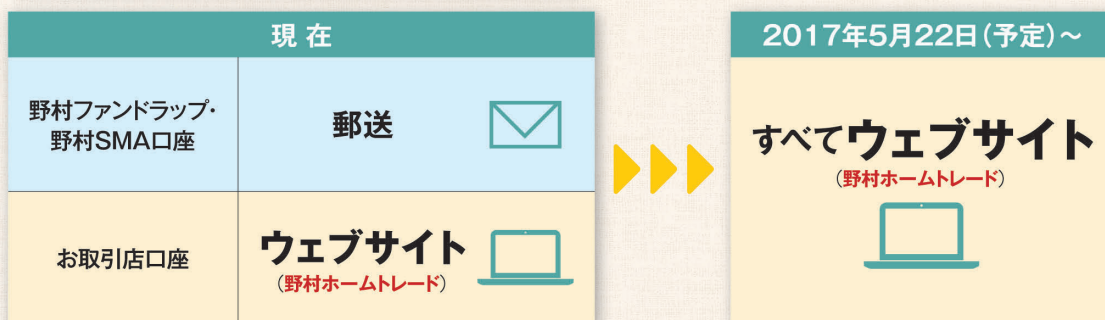 現在
野村ファンドラップ・
野村SMA口座
郵送
お取引店口座
ウェブサイト
（野村ホームトレード）
2017年5月22日（予定）～
すべてウェブサイト
（野村ホームトレード）